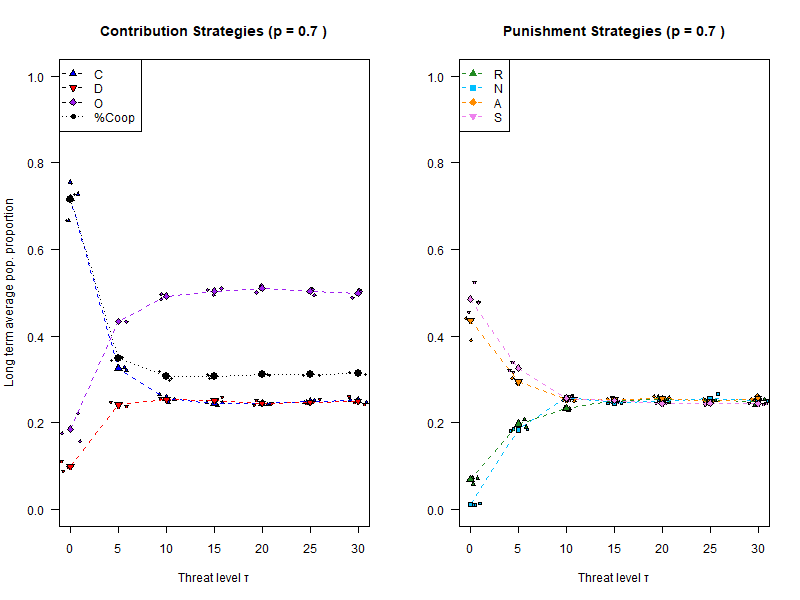 Contribution Strategies (p = 0.7 )
C
D
O
%Coop
1.0
0.8
0.6
0.4
0.2
0.0
Long term average pop. proportion
0 5 10 15 20 25 30
Threat level τ
Punishment Strategies (p = 0.7 )
R
N
A
S
1.0
0.8
0.6
0.4
0.2
0.0
0 5 10 15 20 25 30
Threat level τ